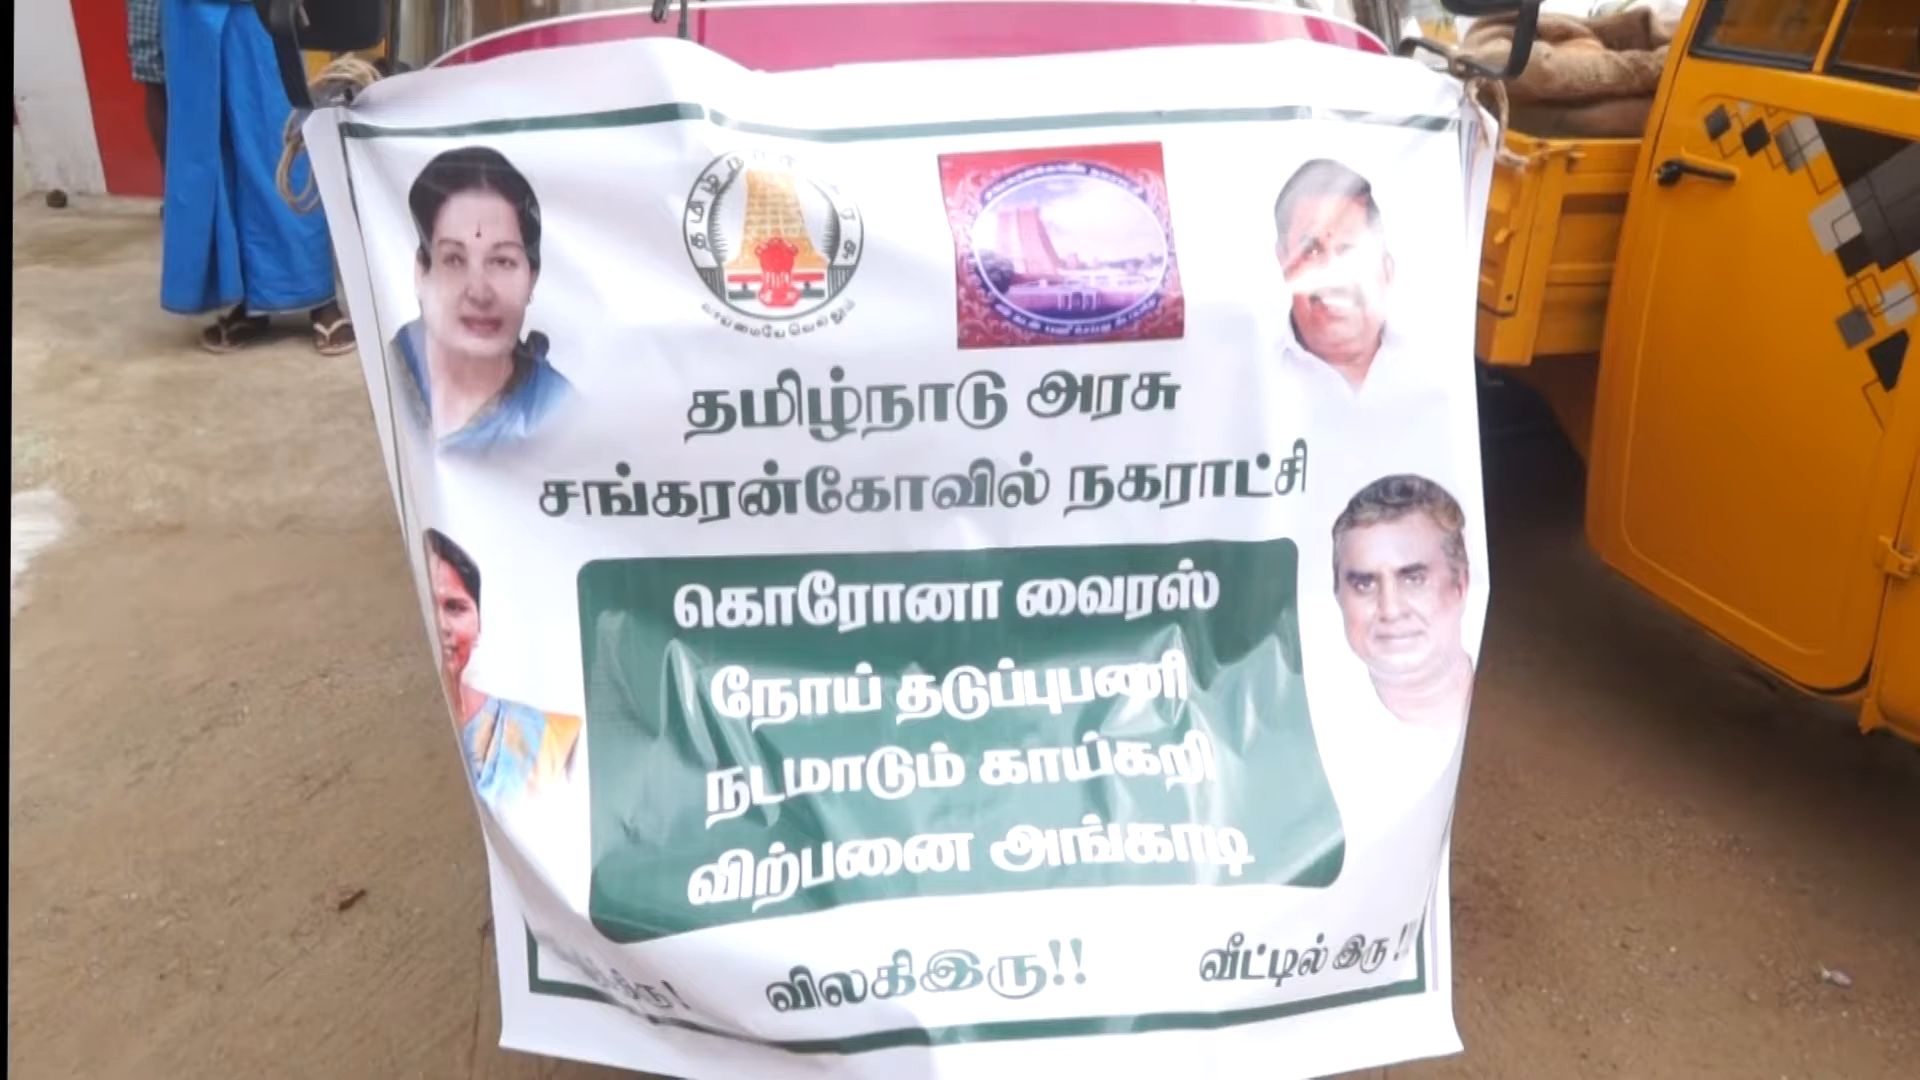 வாய்மையே வெல்லும்
தமிழ்நாடு அரசு
சங்கரன்கோவில் நகராட்சி
கொரோனா வைரஸ்
நோய் தடுப்புபணி
நடமாடும் காய்கறி
விற்பனை அங்காடி
விலகிஇரு!! வீட்டில் இரு!!